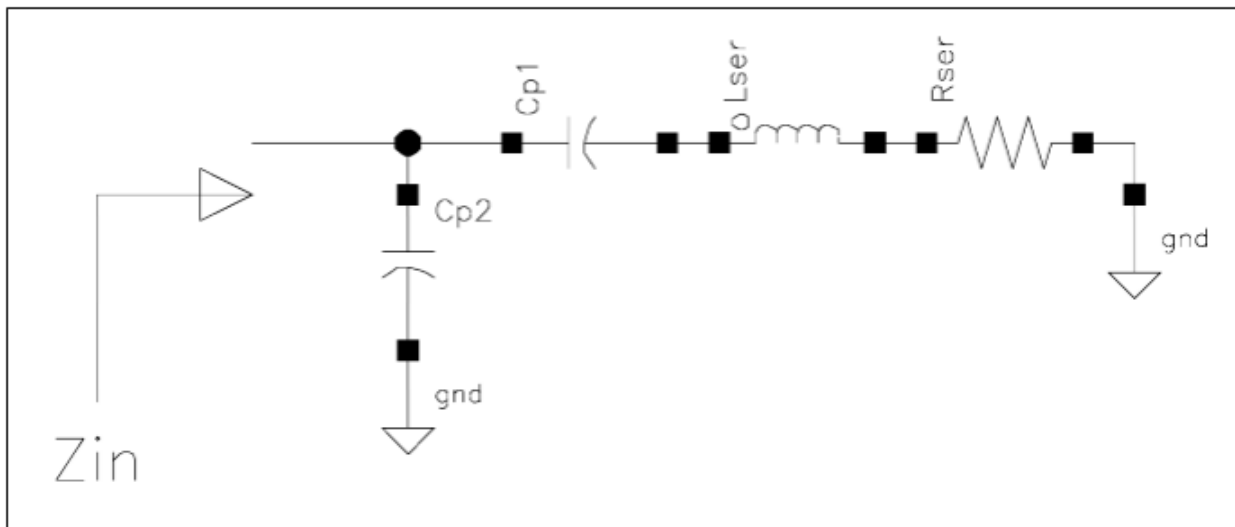 Cp1
Lser
Rser
Cp2
gnd
gnd
Zin